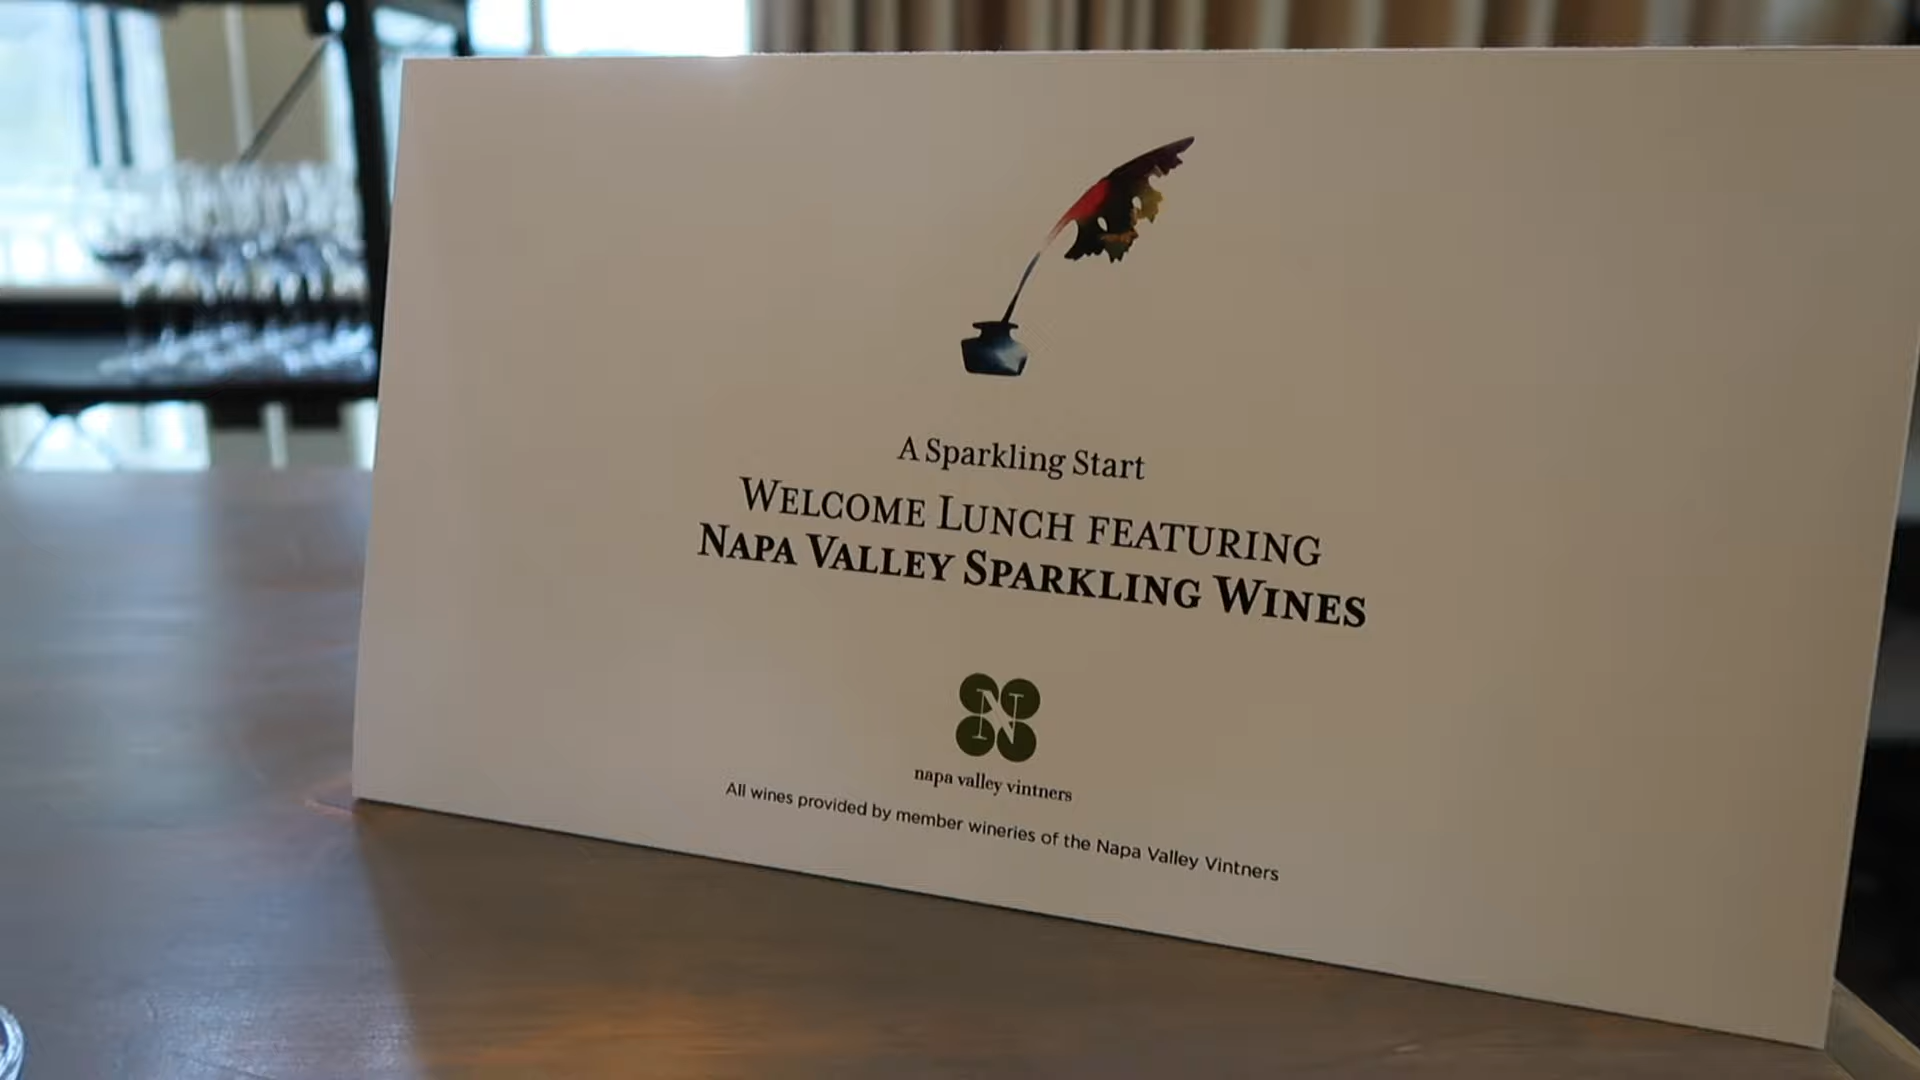 A Sparkling Start
WELCOME LUNCH FEATURING
NAPA VALLEY SPARKLING WINES
N
napa valley vintners
All wines provided by member wineries of the Napa Valley Vintners